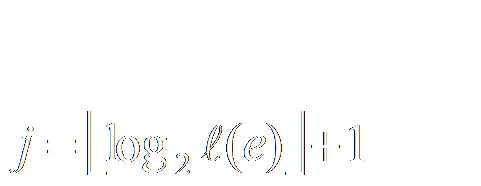 j = ⌊log₂ ℓ(e)⌋ + 1